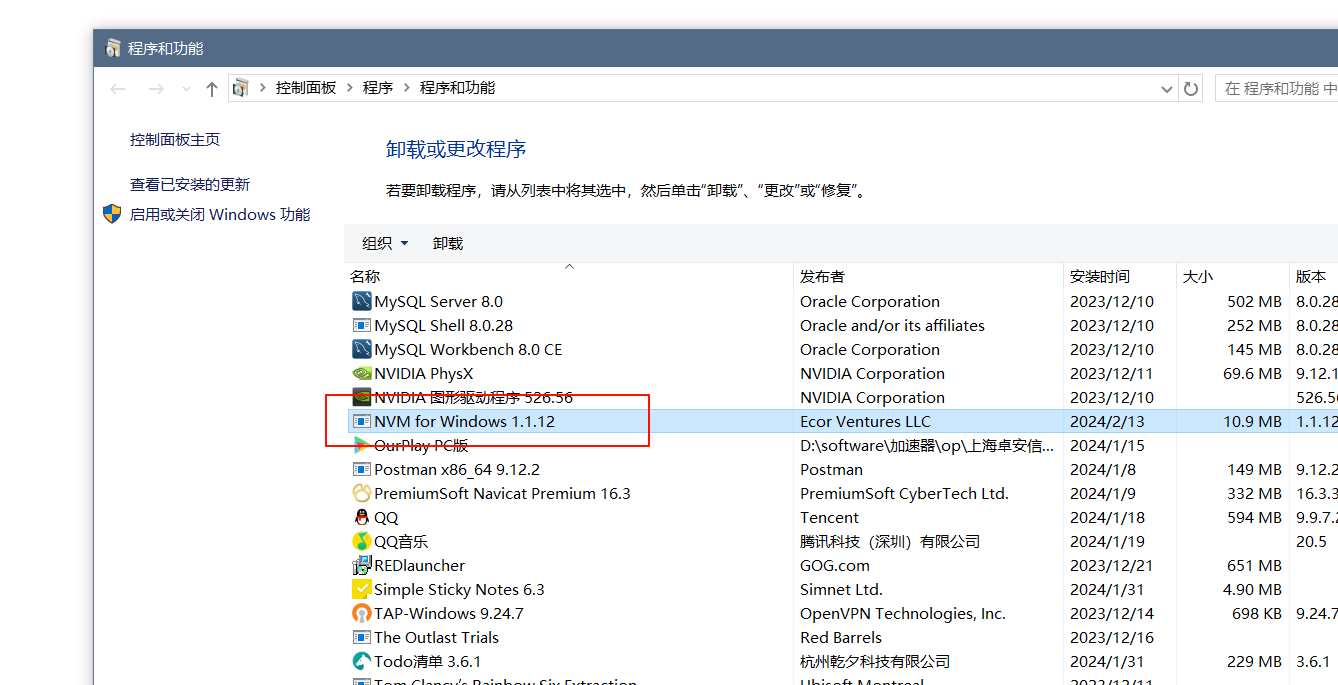 程序和功能
控制面板 程序 程序和功能 在 程序和功能 中
控制面板主页
查看已安装的更新
启用或关闭 Windows 功能
卸载或更改程序
若要卸载程序，请从列表中将其选中，然后单击“卸载”、“更改”或“修复”。
组织 卸载
名称 发布者 安装时间 大小 版本
MySQL Server 8.0 Oracle Corporation 2023/12/10 502 MB 8.0.28
MySQL Shell 8.0.28 Oracle and/or its affiliates 2023/12/10 252 MB 8.0.28
MySQL Workbench 8.0 CE Oracle Corporation 2023/12/10 145 MB 8.0.28
NVIDIA PhysX NVIDIA Corporation 2023/12/11 69.6 MB 9.12.1
NVIDIA 图形驱动程序 526.56 NVIDIA Corporation 2023/12/10 526.56
NVM for Windows 1.1.12 Ecor Ventures LLC 2024/2/13 10.9 MB 1.1.12
OurPlay PC版 D:\software\加速器\op\上海卓安信... 2024/1/15
Postman x86_64 9.12.2 Postman 2024/1/8 149 MB 9.12.2
PremiumSoft Navicat Premium 16.3 PremiumSoft CyberTech Ltd. 2024/1/9 332 MB 16.3.3
QQ Tencent 2024/1/18 594 MB 9.9.7.2
QQ音乐 腾讯科技（深圳）有限公司 2024/1/19 20.5
REDlauncher GOG.com 2023/12/21 651 MB
Simple Sticky Notes 6.3 Simnet Ltd. 2024/1/31 4.90 MB
TAP-Windows 9.24.7 OpenVPN Technologies, Inc. 2023/12/14 698 KB 9.24.7
The Outlast Trials Red Barrels 2023/12/16
Todo清单 3.6.1 杭州乾夕科技有限公司 2024/1/31 229 MB 3.6.1
Tom Clancy's Rainbow Six Extraction Ubisoft Montreal 2023/12/11